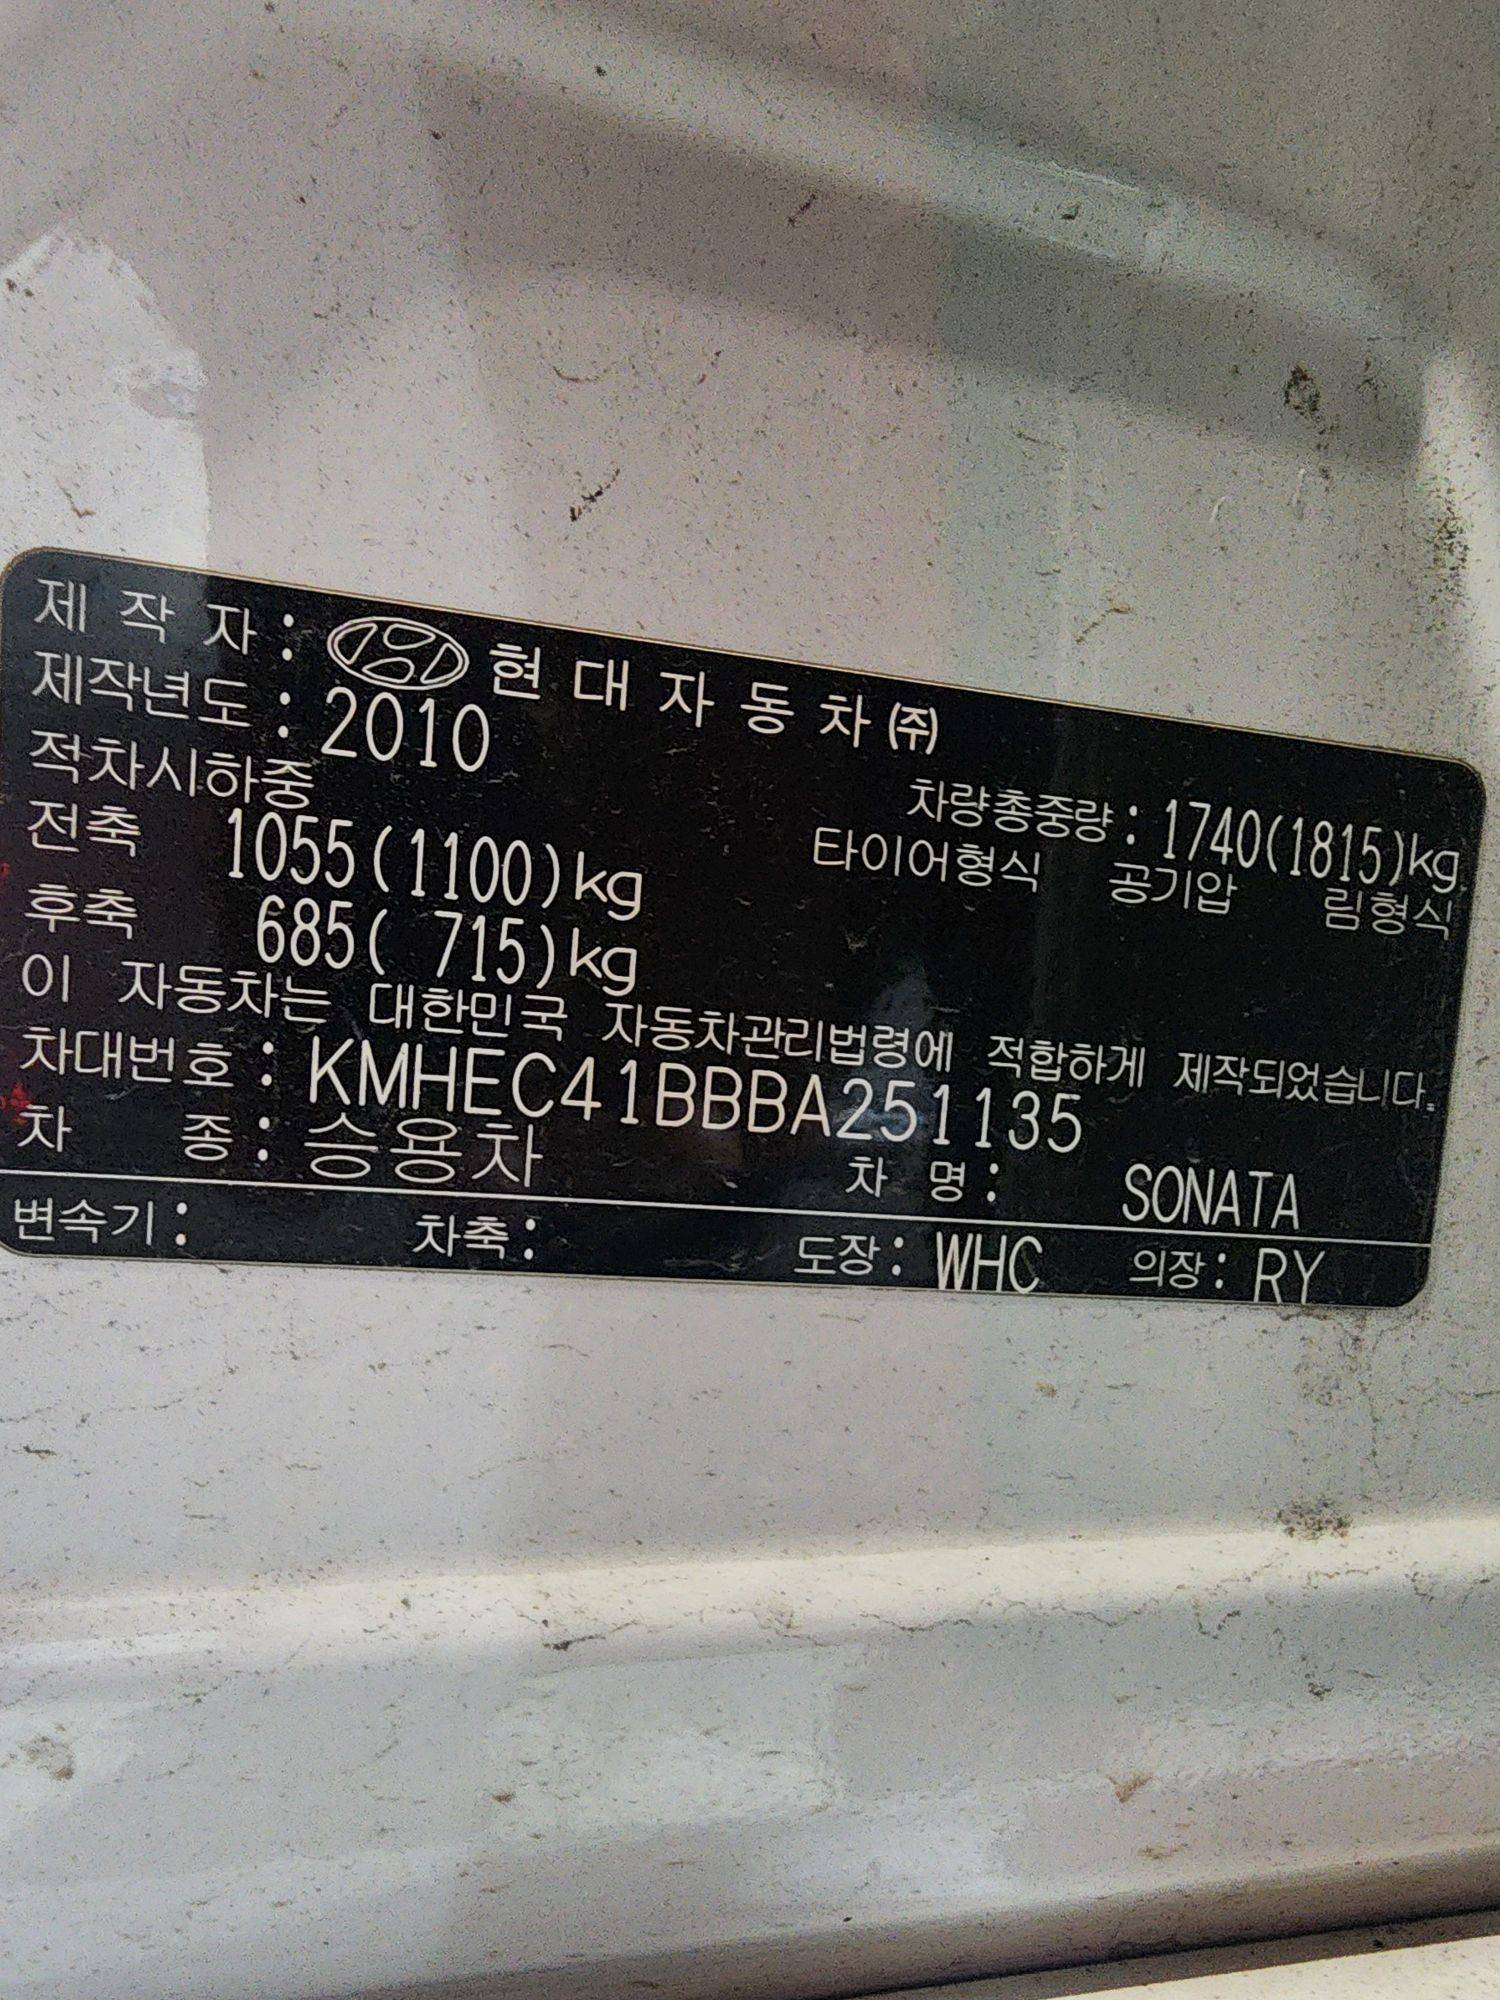 제 작 자 : 현 대 자 동 차 ㈜
제작년도 : 2010
적차시하중 차량총중량 : 1740(1815)kg
전축 1055(1100)kg 타이어형식 공기압 림형식
후축 685( 715)kg
이 자동차는 대한민국 자동차관리법령에 적합하게 제작되었습니다.
차대번호 : KMHEC41BBBA251135
차 종 : 승용차 차 명 : SONATA
변속기 : 차축 : 도장 : WHC 의장 : RY